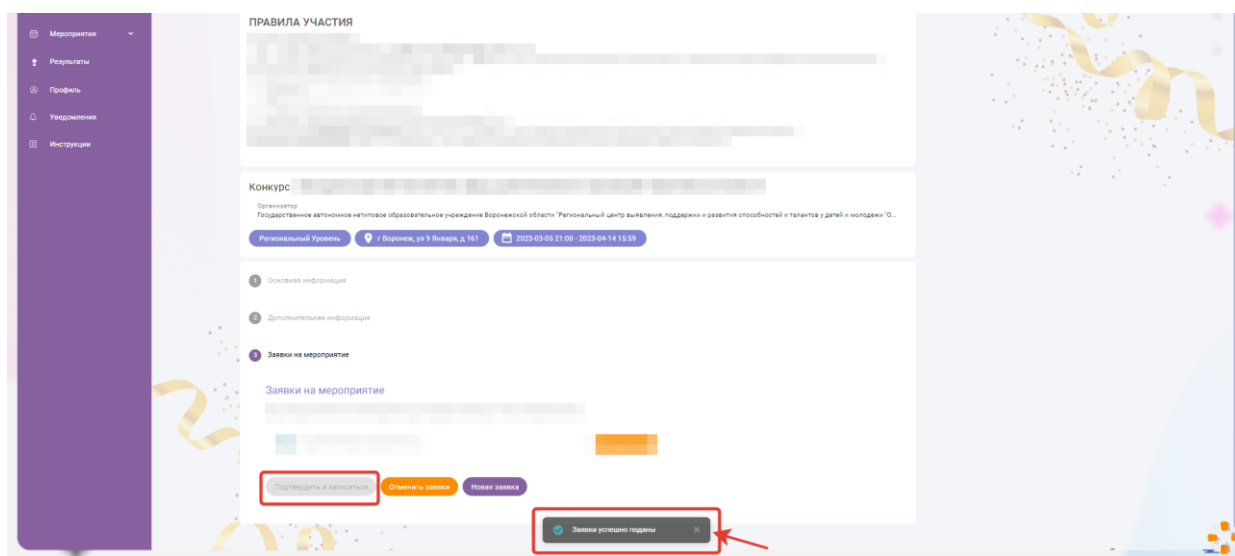 ПРАВИЛА УЧАСТИЯ
Мероприятия
Результаты
Профиль
Уведомления
Инструкции
Конкурс
Организатор
Государственное автономное нетиповое образовательное учреждение Воронежской области "Региональный центр выявления, поддержки и развития способностей и талантов у детей и молодежи "О...
Региональный Уровень
г Воронеж, ул 9 Января, д 161
2023-03-05 21:00 - 2023-04-14 15:59
1 Основная информация
2 Дополнительная информация
3 Заявки на мероприятие
Заявки на мероприятие
Подтвердить и записаться
Отменить заявки
Новая заявка
Заявки успешно поданы